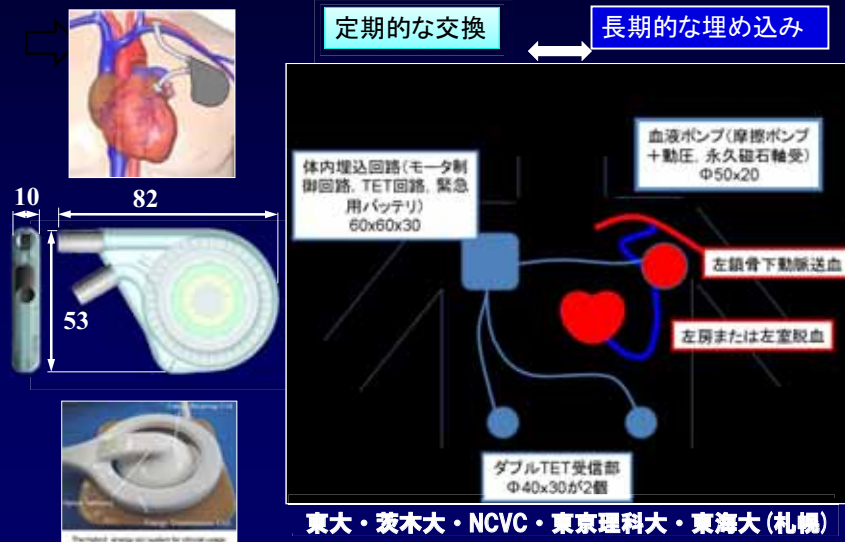 定期的な交換
長期的な埋め込み
体内埋込回路(モータ制
御回路, TET回路, 緊急
用バッテリ)
60x60x30
血液ポンプ(摩擦ポンプ
+動圧, 永久磁石軸受)
Φ50x20
10
82
53
左鎖骨下動脈送血
左房または左室脱血
ダブルTET受信部
Φ40x30が2個
東大・茨木大・NCVC・東京理科大・東海大(札幌)